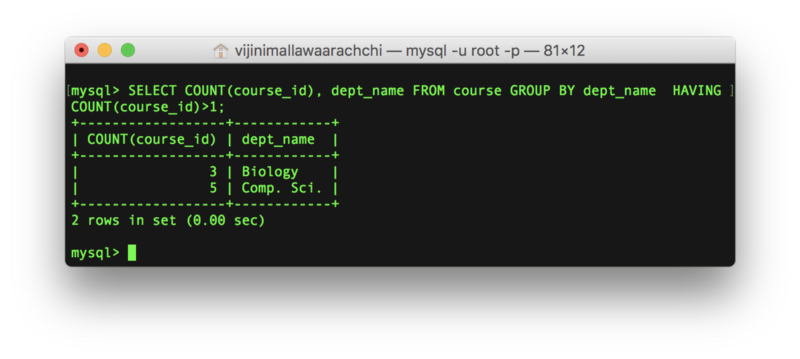 vijinimallawaarachchi — mysql -u root -p — 81×12
[mysql> SELECT COUNT(course_id), dept_name FROM course GROUP BY dept_name  HAVING ]
COUNT(course_id)>1;
+------------------+------------+
| COUNT(course_id) | dept_name  |
+------------------+------------+
|                3 | Biology    |
|                5 | Comp. Sci. |
+------------------+------------+
2 rows in set (0.00 sec)
mysql>